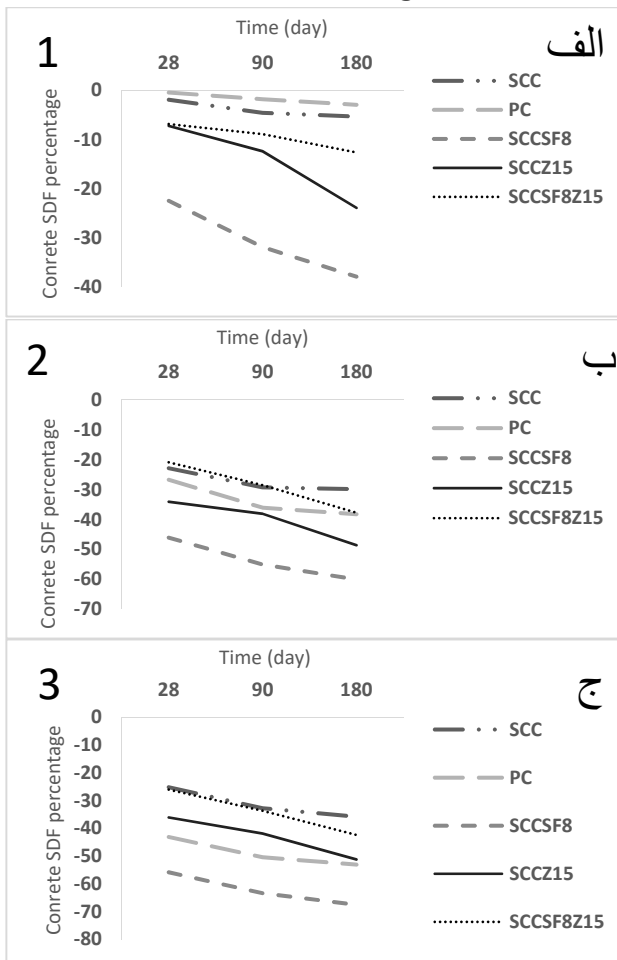 1
الف
Time (day)
28 90 180
Conrete SDF percentage
0
-10
-20
-30
-40
SCC
PC
SCCSF8
SCCZ15
SCCSF8Z15
2
ب
Time (day)
28 90 180
Conrete SDF percentage
0
-10
-20
-30
-40
-50
-60
-70
SCC
PC
SCCSF8
SCCZ15
SCCSF8Z15
3
ج
Time (day)
28 90 180
Conrete SDF percentage
0
-10
-20
-30
-40
-50
-60
-70
-80
SCC
PC
SCCSF8
SCCZ15
SCCSF8Z15